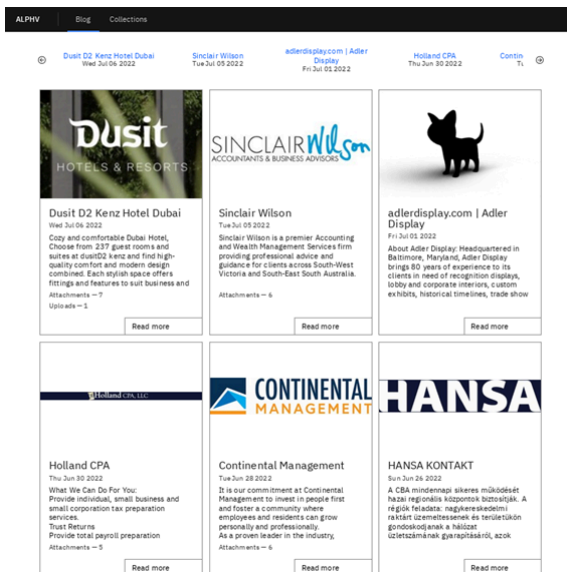 ALPHV
Blog
Collections
Dusit D2 Kenz Hotel Dubai
Wed Jul 06 2022
Sinclair Wilson
Tue Jul 05 2022
adlerdisplay.com | Adler
Display
Fri Jul 01 2022
Holland CPA
Thu Jun 30 2022
Contin
Tu
Dusit
HOTELS & RESORTS
Dusit D2 Kenz Hotel Dubai
Wed Jul 06 2022
Cozy and comfortable Dubai Hotel,
Choose from 237 guest rooms and
suites at dusitD2 kenz and find high-
quality comfort and modern design
combined. Each stylish space offers
fittings and features to suit business and
Attachments — 7
Uploads — 1
Read more
SINCLAIR Wilson
ACCOUNTANTS & BUSINESS ADVISORS
Sinclair Wilson
Tue Jul 05 2022
Sinclair Wilson is a premier Accounting
and Wealth Management Services firm
providing professional advice and
guidance for clients across South-West
Victoria and South-East South Australia.
Attachments — 6
Read more
adlerdisplay.com | Adler
Display
Fri Jul 01 2022
About Adler Display: Headquartered in
Baltimore, Maryland, Adler Display
brings 80 years of experience to its
clients in need of recognition displays,
lobby and corporate interiors, custom
exhibits, historical timelines, trade show
Read more
Holland CPA, LLC
Holland CPA
Thu Jun 30 2022
What We Can Do For You:
Provide individual, small business and
small corporation tax preparation
services.
Trust Returns
Provide total payroll preparation
Attachments — 5
Read more
CONTINENTAL
MANAGEMENT
Continental Management
Tue Jun 28 2022
It is our commitment at Continental
Management to invest in people first
and foster a community where
employees and residents can grow
personally and professionally.
As a proven leader in the industry,
Attachments — 6
Read more
HANSA
HANSA KONTAKT
Sun Jun 26 2022
A CBA mindennapi sikeres működését
hazai regionális központok biztosítják. A
régiók feladata: nagykereskedelmi
raktárt üzemeltessenek és területükön
gondoskodjanak a hálózat
üzletszámának gyarapításáról, azok
Read more